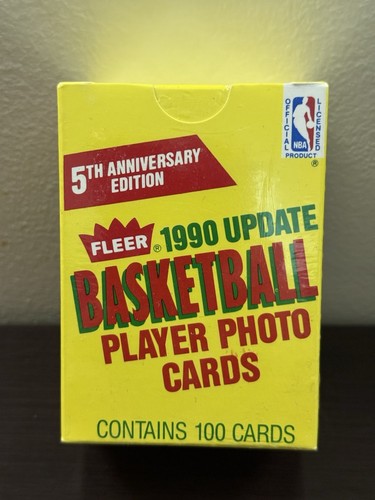 OFFICIAL LICENSED
NBA
PRODUCT
®
5TH ANNIVERSARY
EDITION
FLEER ® 1990 UPDATE
BASKETBALL
PLAYER PHOTO
CARDS
CONTAINS 100 CARDS